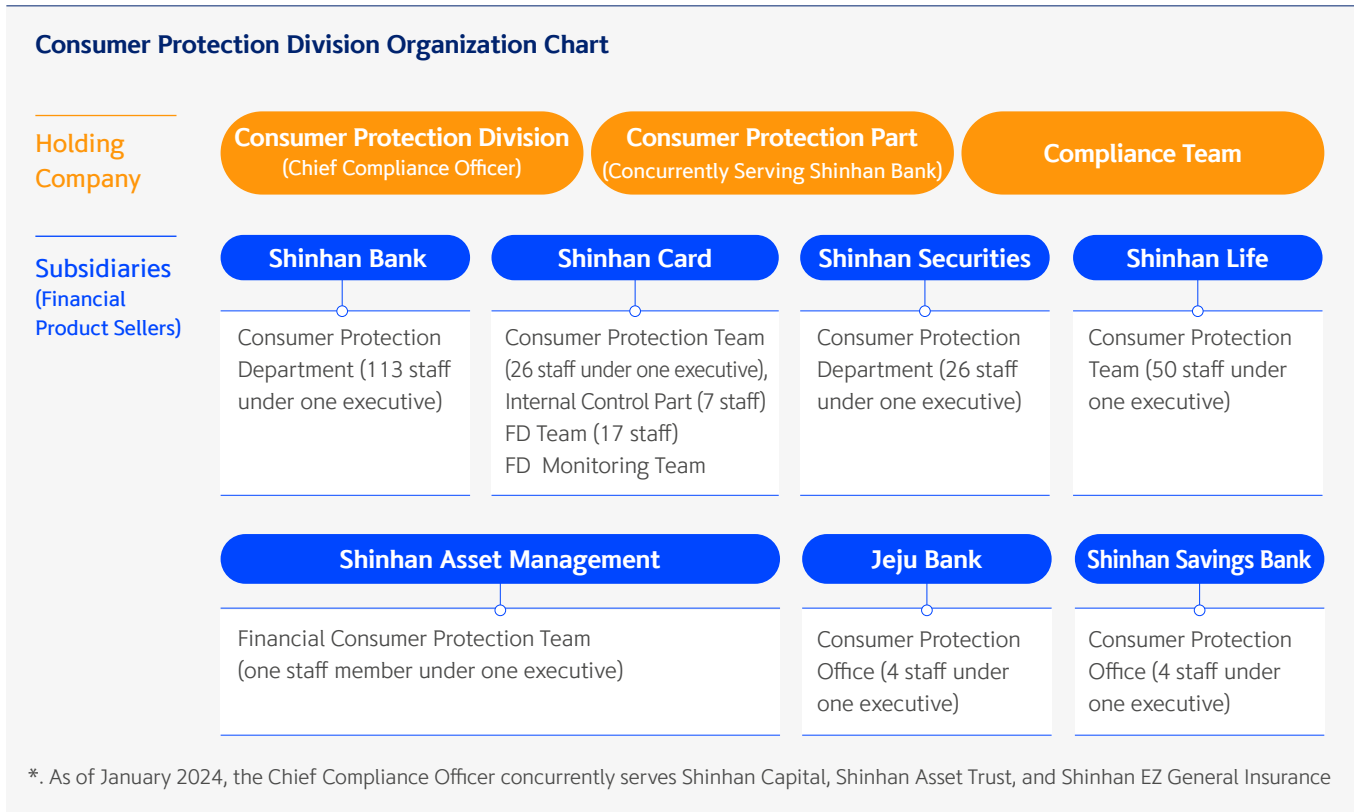 Consumer Protection Division Organization Chart
Holding
Company
Consumer Protection Division
(Chief Compliance Officer)
Consumer Protection Part
(Concurrently Serving Shinhan Bank)
Compliance Team
Subsidiaries
(Financial
Product Sellers)
Shinhan Bank
Consumer Protection
Department (113 staff
under one executive)
Shinhan Card
Consumer Protection Team
(26 staff under one executive),
Internal Control Part (7 staff)
FD Team (17 staff)
FD Monitoring Team
Shinhan Securities
Consumer Protection
Department (26 staff
under one executive)
Shinhan Life
Consumer Protection
Team (50 staff under
one executive)
Shinhan Asset Management
Financial Consumer Protection Team
(one staff member under one executive)
Jeju Bank
Consumer Protection
Office (4 staff under
one executive)
Shinhan Savings Bank
Consumer Protection
Office (4 staff under
one executive)
*. As of January 2024, the Chief Compliance Officer concurrently serves Shinhan Capital, Shinhan Asset Trust, and Shinhan EZ General Insurance